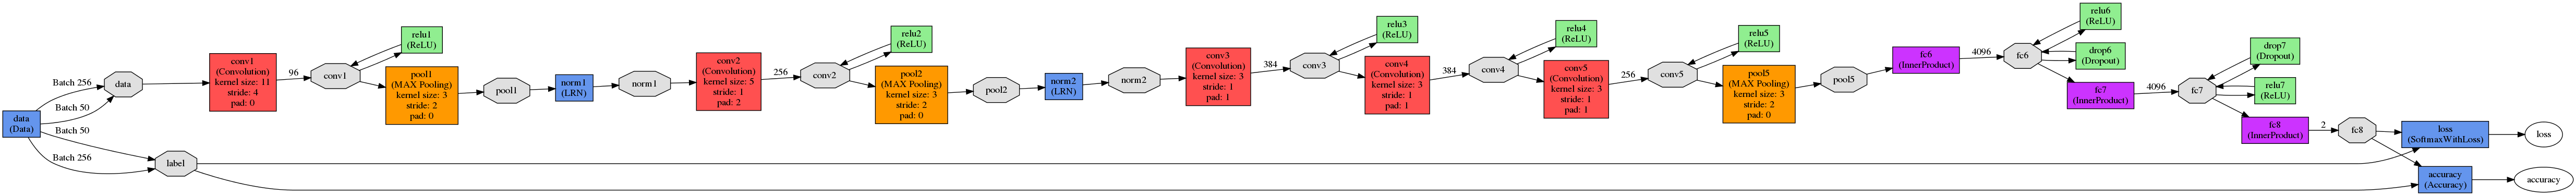 data
(Data)
Batch 256
Batch 50
Batch 50
Batch 256
data
label
conv1
(Convolution)
kernel size: 11
stride: 4
pad: 0
96
conv1
relu1
(ReLU)
pool1
(MAX Pooling)
kernel size: 3
stride: 2
pad: 0
pool1
norm1
(LRN)
norm1
conv2
(Convolution)
kernel size: 5
stride: 1
pad: 2
256
conv2
relu2
(ReLU)
pool2
(MAX Pooling)
kernel size: 3
stride: 2
pad: 0
pool2
norm2
(LRN)
norm2
conv3
(Convolution)
kernel size: 3
stride: 1
pad: 1
384
conv3
relu3
(ReLU)
conv4
(Convolution)
kernel size: 3
stride: 1
pad: 1
384
conv4
relu4
(ReLU)
conv5
(Convolution)
kernel size: 3
stride: 1
pad: 1
256
conv5
relu5
(ReLU)
pool5
(MAX Pooling)
kernel size: 3
stride: 2
pad: 0
pool5
fc6
(InnerProduct)
4096
fc6
relu6
(ReLU)
drop6
(Dropout)
fc7
(InnerProduct)
4096
fc7
drop7
(Dropout)
relu7
(ReLU)
fc8
(InnerProduct)
2
fc8
loss
(SoftmaxWithLoss)
loss
accuracy
(Accuracy)
accuracy